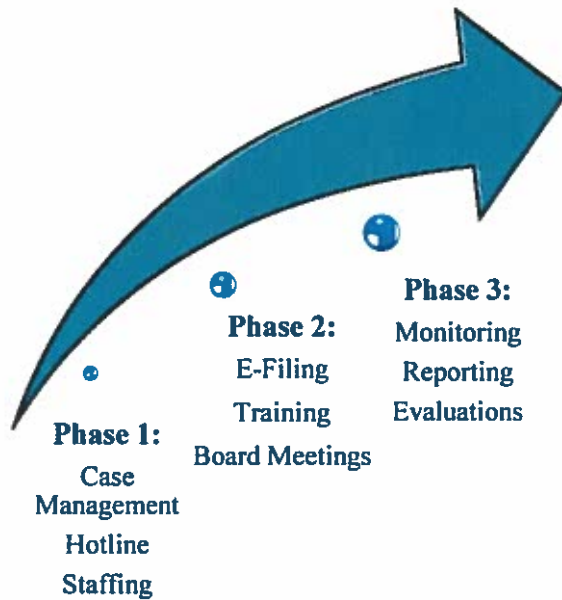 Phase 1:
Case
Management
Hotline
Staffing
Phase 2:
E-Filing
Training
Board Meetings
Phase 3:
Monitoring
Reporting
Evaluations